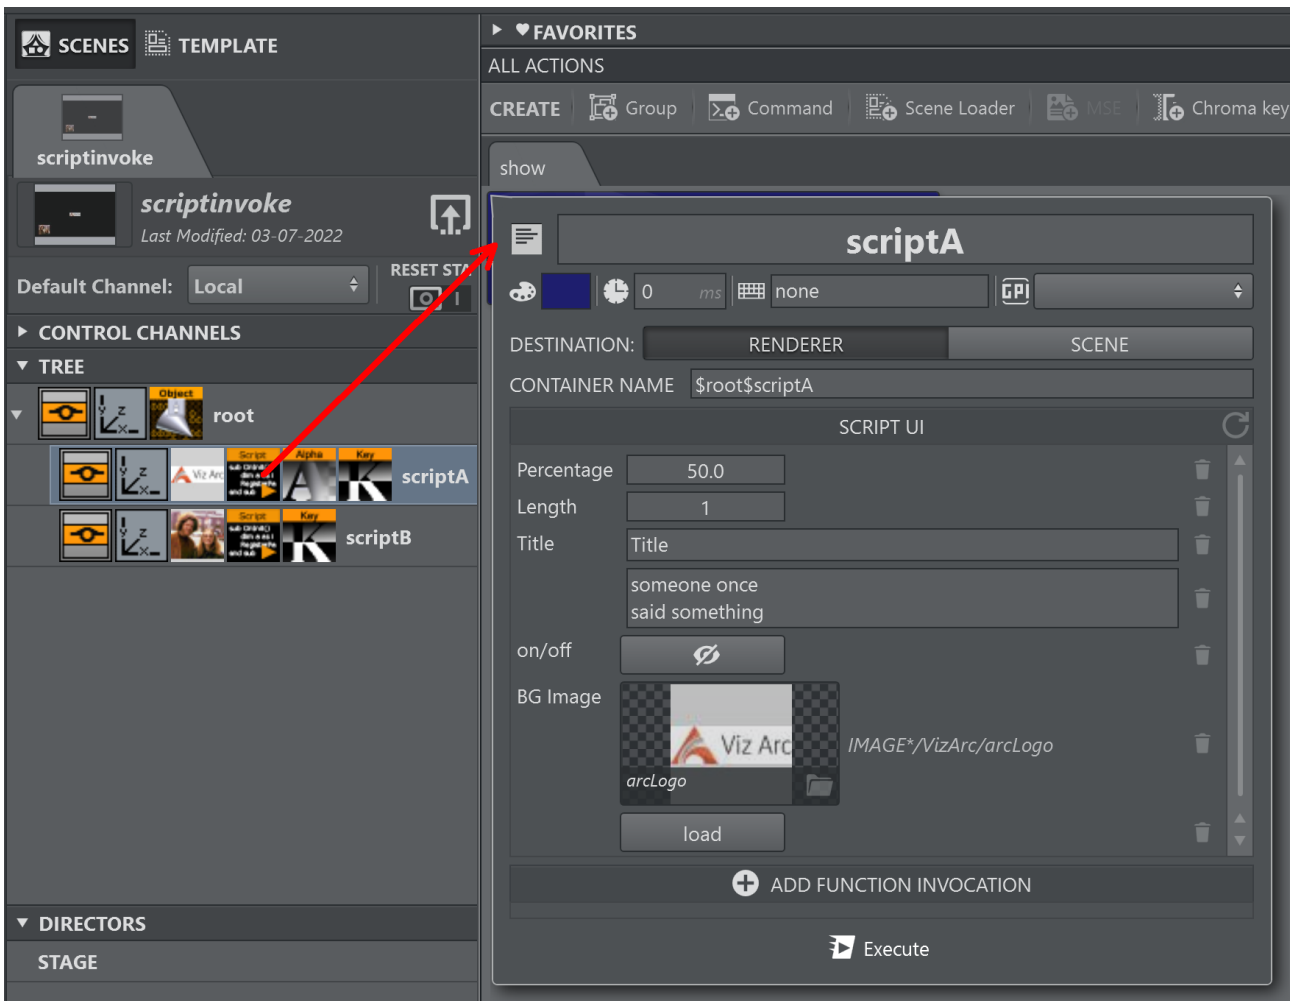 SCENES
TEMPLATE
scriptinvoke
scriptinvoke
Last Modified: 03-07-2022
Default Channel:
Local
RESET STA
CONTROL CHANNELS
TREE
Object
root
Viz Arc
Script
Alpha
Key
scriptA
Script
Key
scriptB
DIRECTORS
STAGE
FAVORITES
ALL ACTIONS
CREATE
Group
Command
Scene Loader
MSE
Chroma key
show
scriptA
0
ms
none
GPI
DESTINATION:
RENDERER
SCENE
CONTAINER NAME
$root$scriptA
SCRIPT UI
Percentage
50.0
Length
1
Title
Title
someone once
said something
on/off
BG Image
Viz Arc
arcLogo
IMAGE*/VizArc/arcLogo
load
ADD FUNCTION INVOCATION
Execute